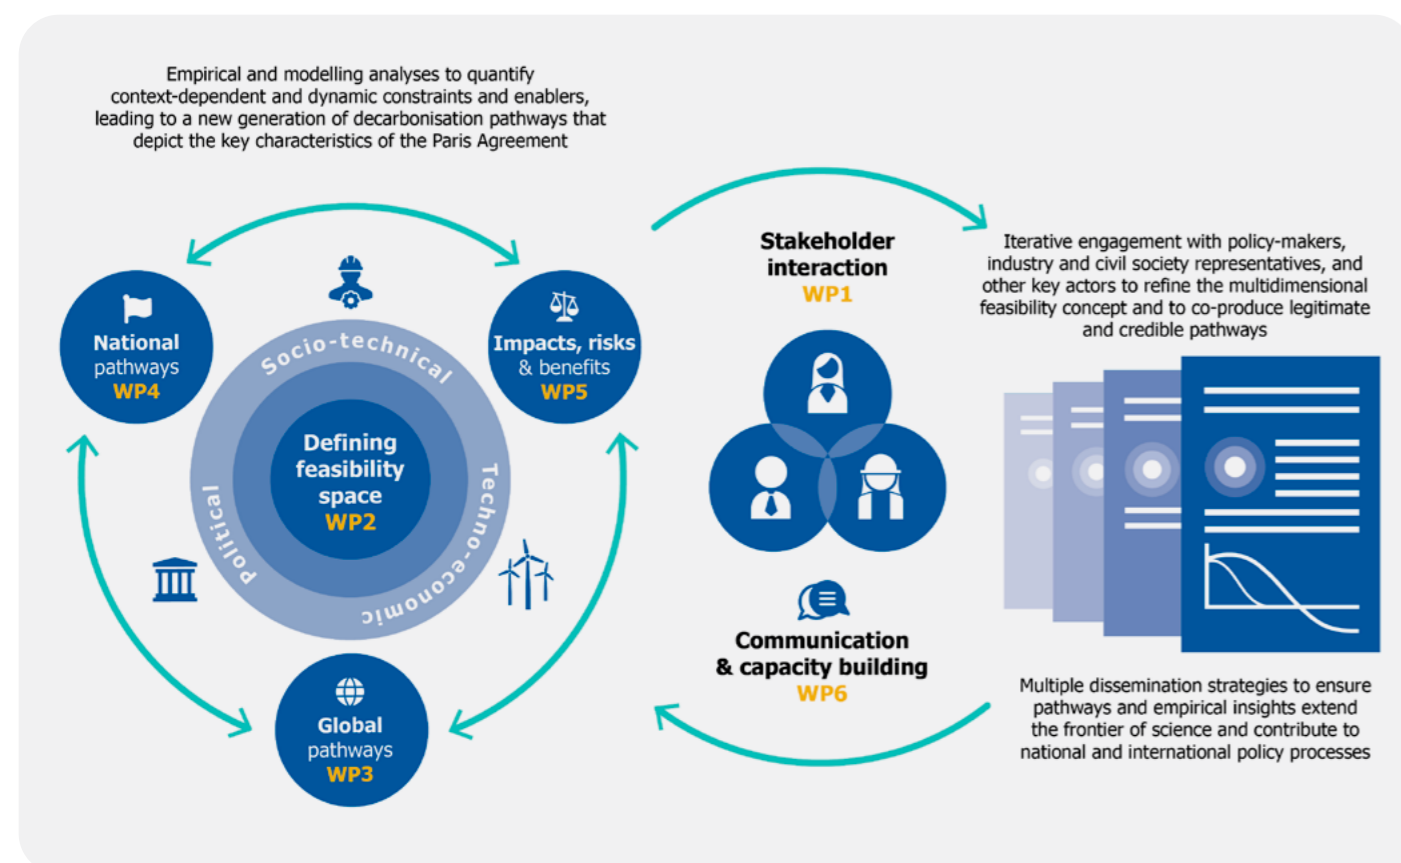 Empirical and modelling analyses to quantify
context-dependent and dynamic constraints and enablers,
leading to a new generation of decarbonisation pathways that
depict the key characteristics of the Paris Agreement
National
pathways
WP4
Impacts, risks
& benefits
WP5
Socio-technical
Techno-economic
Political
Defining
feasibility
space
WP2
Global
pathways
WP3
Stakeholder
interaction
WP1
Communication
& capacity building
WP6
Iterative engagement with policy-makers,
industry and civil society representatives, and
other key actors to refine the multidimensional
feasibility concept and to co-produce legitimate
and credible pathways
Multiple dissemination strategies to ensure
pathways and empirical insights extend
the frontier of science and contribute to
national and international policy processes